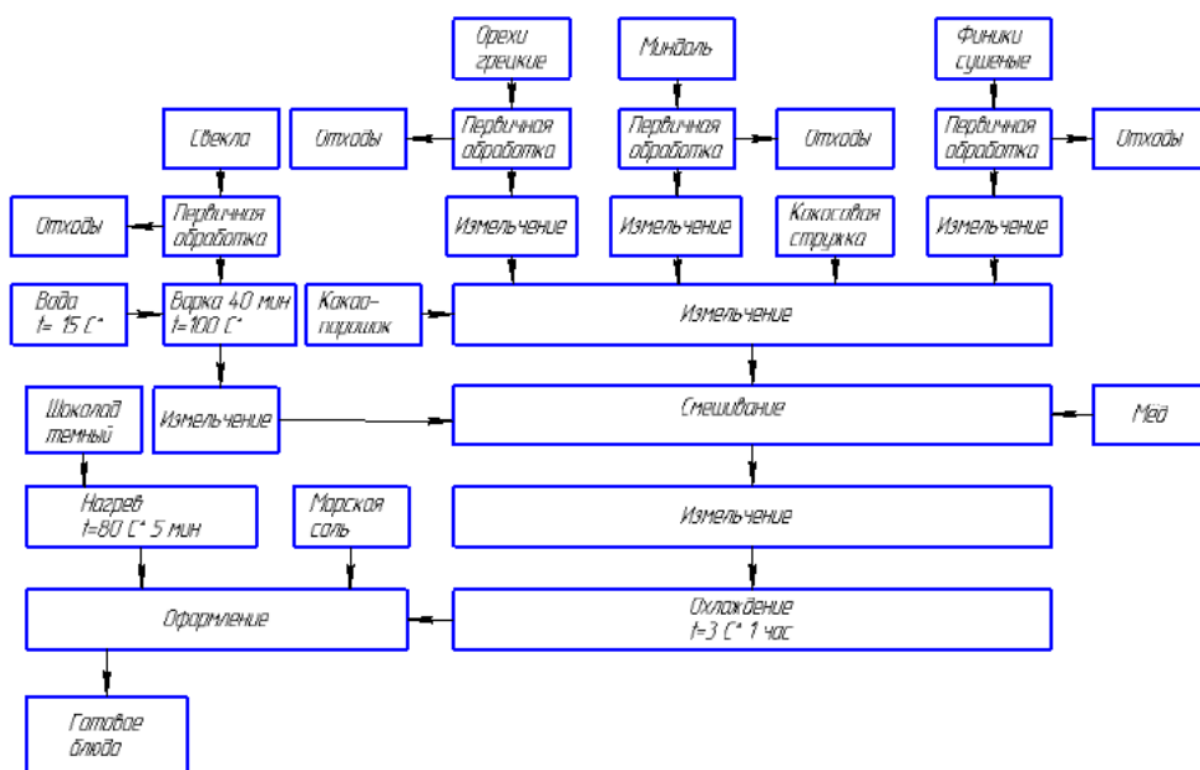 Орехи
грецкие
Миндаль
Финики
сушеные
Свекла
Отходы
Первичная
обработка
Первичная
обработка
Отходы
Первичная
обработка
Отходы
Отходы
Первичная
обработка
Измельчение
Измельчение
Кокосовая
стружка
Измельчение
Вода
t= 15 С°
Варка 40 мин
t=100 С°
Какао-
порошок
Измельчение
Шоколад
темный
Измельчение
Смешивание
Мёд
Нагрев
t=80 С° 5 мин
Морская
соль
Измельчение
Оформление
Охлаждение
t=3 С° 1 час
Готовое
блюдо